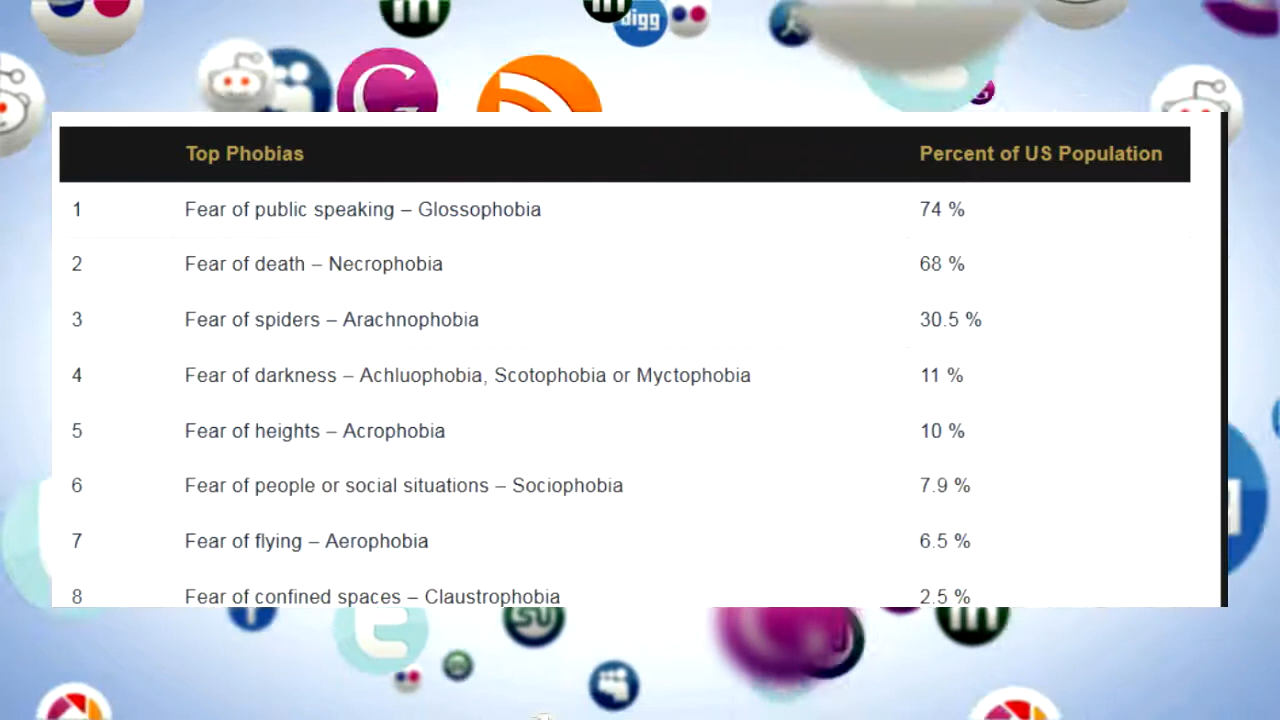 digg
Top Phobias Percent of US Population
1 Fear of public speaking – Glossophobia 74 %
2 Fear of death – Necrophobia 68 %
3 Fear of spiders – Arachnophobia 30.5 %
4 Fear of darkness – Achluophobia, Scotophobia or Myctophobia 11 %
5 Fear of heights – Acrophobia 10 %
6 Fear of people or social situations – Sociophobia 7.9 %
7 Fear of flying – Aerophobia 6.5 %
8 Fear of confined spaces – Claustrophobia 2.5 %